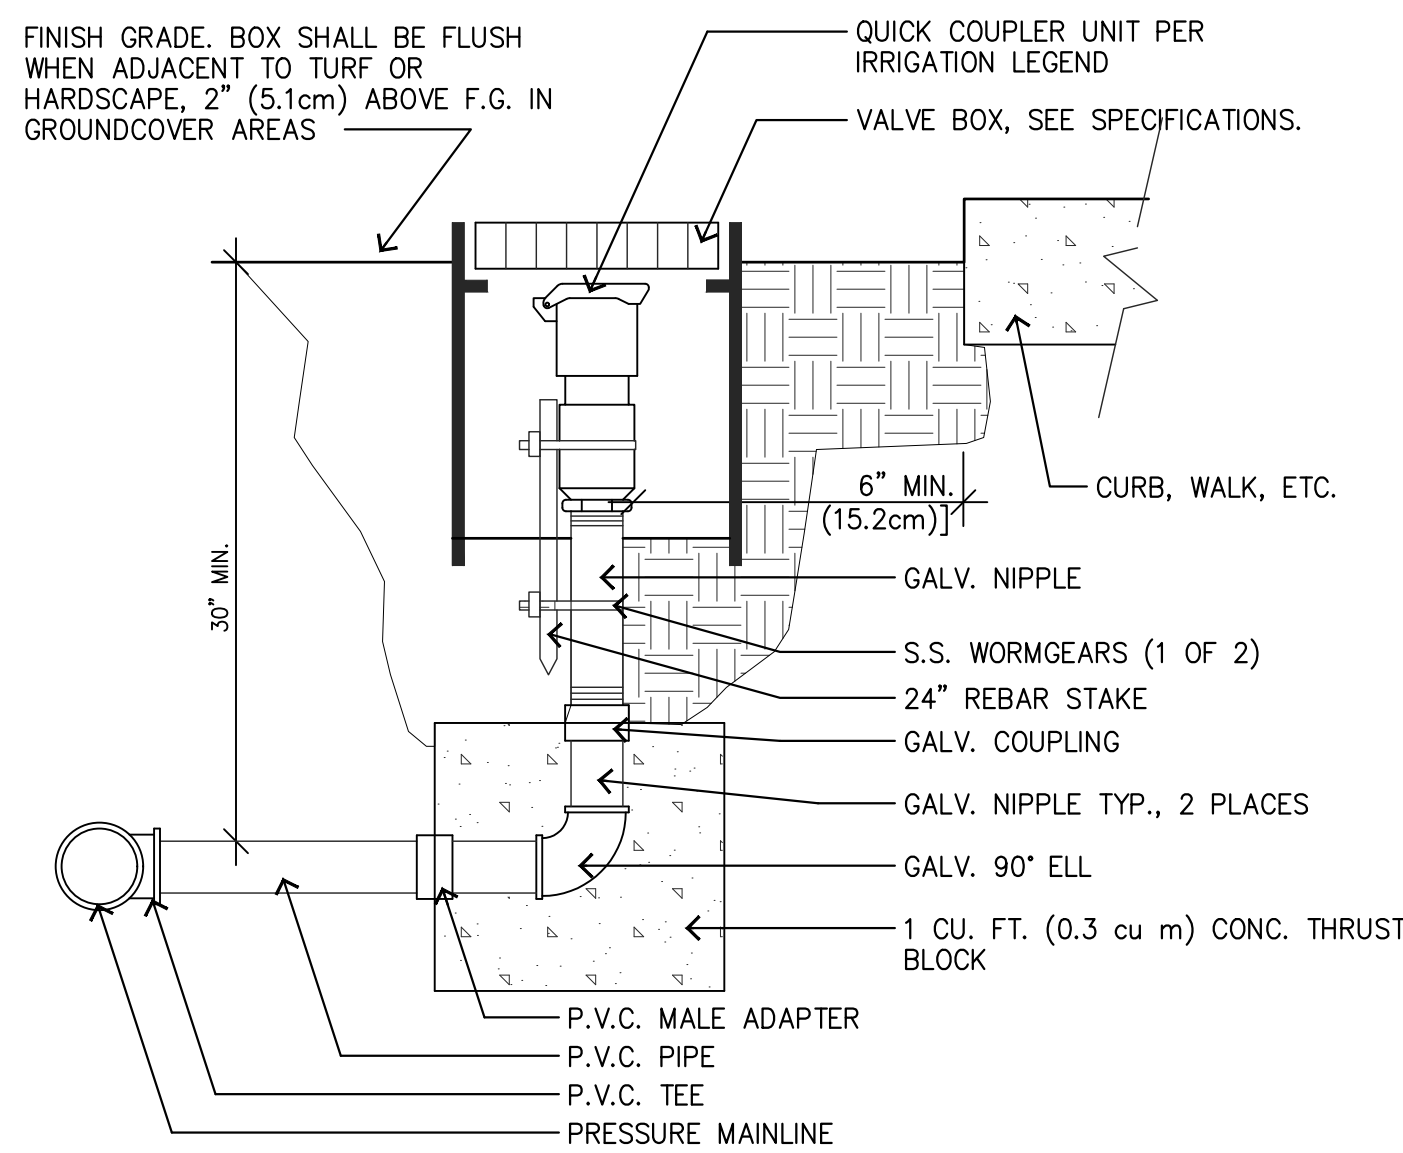 FINISH GRADE. BOX SHALL BE FLUSH
WHEN ADJACENT TO TURF OR
HARDSCAPE, 2" (5.1cm) ABOVE F.G. IN
GROUNDCOVER AREAS
QUICK COUPLER UNIT PER
IRRIGATION LEGEND
VALVE BOX, SEE SPECIFICATIONS.
CURB, WALK, ETC.
6" MIN.
(15.2cm)]
30" MIN.
GALV. NIPPLE
S.S. WORMGEARS (1 OF 2)
24" REBAR STAKE
GALV. COUPLING
GALV. NIPPLE TYP., 2 PLACES
GALV. 90° ELL
1 CU. FT. (0.3 cu m) CONC. THRUST
BLOCK
P.V.C. MALE ADAPTER
P.V.C. PIPE
P.V.C. TEE
PRESSURE MAINLINE